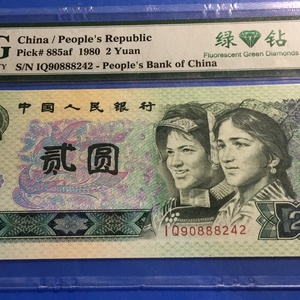 G China / People's Republic 绿 钻
Pick# 885af 1980 2 Yuan Fluorescent Green Diamonds
S/N IQ90888242 - People's Bank of China
中国人民银行
贰圆
IQ90888242